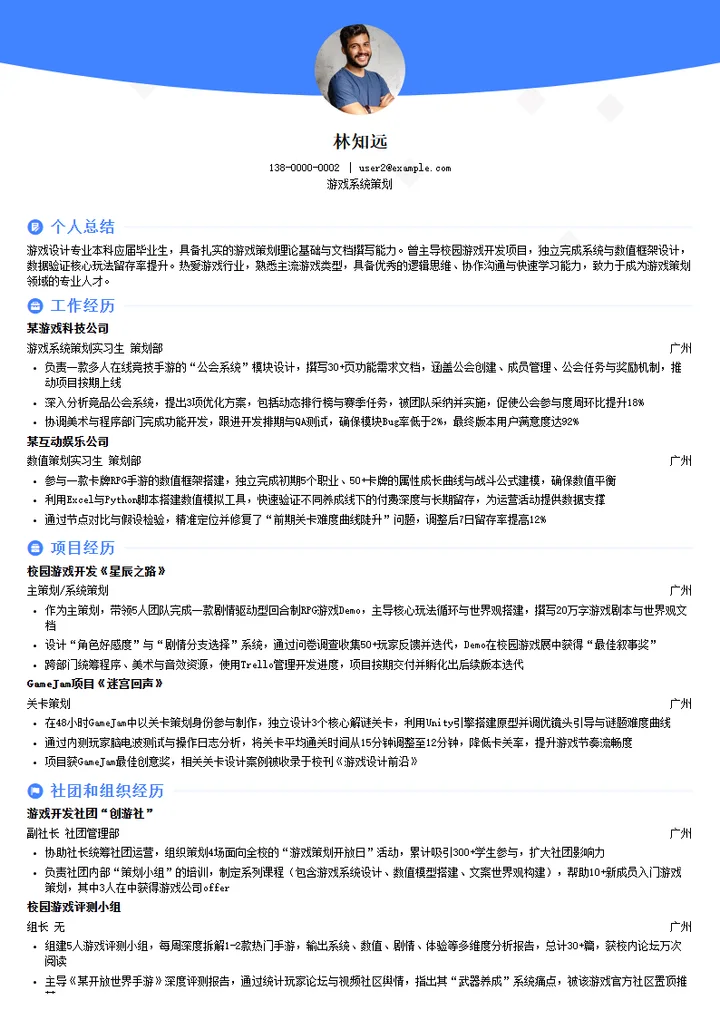 林知远
138-0000-0002 | user2@example.com
游戏系统策划
个人总结
游戏设计专业本科应届毕业生，具备扎实的游戏策划理论基础与文档撰写能力。曾主导校园游戏开发项目，独立完成系统与数值框架设计，
数据验证核心玩法留存率提升。热爱游戏行业，熟悉主流游戏类型，具备优秀的逻辑思维、协作沟通与快速学习能力，致力于成为游戏策划
领域的专业人才。
工作经历
某游戏科技公司
游戏系统策划实习生 策划部 广州
• 负责一款多人在线竞技手游的“公会系统”模块设计，撰写30+页功能需求文档，涵盖公会创建、成员管理、公会任务与奖励机制，推
动项目按期上线
• 深入分析竞品公会系统，提出3项优化方案，包括动态排行榜与赛季任务，被团队采纳并实施，促使公会参与度周环比提升18%
• 协调美术与程序部门完成功能开发，跟进开发排期与QA测试，确保模块Bug率低于2%，最终版本用户满意度达92%
某互动娱乐公司
数值策划实习生 策划部 广州
• 参与一款卡牌RPG手游的数值框架搭建，独立完成初期5个职业、50+卡牌的属性成长曲线与战斗公式建模，确保数值平衡
• 利用Excel与Python脚本搭建数值模拟工具，快速验证不同养成线下的付费深度与长期留存，为运营活动提供数据支撑
• 通过节点对比与假设检验，精准定位并修复了“前期关卡难度曲线陡升”问题，调整后7日留存率提高12%
项目经历
校园游戏开发《星辰之路》
主策划/系统策划 广州
• 作为主策划，带领5人团队完成一款剧情驱动型回合制RPG游戏Demo，主导核心玩法循环与世界观搭建，撰写20万字游戏剧本与世界观文
档
• 设计“角色好感度”与“剧情分支选择”系统，通过问卷调查收集50+玩家反馈并迭代，Demo在校园游戏展中获得“最佳叙事奖”
• 跨部门统筹程序、美术与音效资源，使用Trello管理开发进度，项目按期交付并孵化出后续版本迭代
GameJam项目《迷宫回声》
关卡策划 广州
• 在48小时GameJam中以关卡策划身份参与制作，独立设计3个核心解谜关卡，利用Unity引擎搭建原型并调优镜头引导与谜题难度曲线
• 通过内测玩家脑电波测试与操作日志分析，将关卡平均通关时间从15分钟调整至12分钟，降低卡关率，提升游戏节奏流畅度
• 项目获GameJam最佳创意奖，相关关卡设计案例被收录于校刊《游戏设计前沿》
社团和组织经历
游戏开发社团“创游社”
副社长 社团管理部 广州
• 协助社长统筹社团运营，组织策划4场面向全校的“游戏策划开放日”活动，累计吸引300+学生参与，扩大社团影响力
• 负责社团内部“策划小组”的培训，制定系列课程（包含游戏系统设计、数值模型搭建、文案世界观构建），帮助10+新成员入门游戏
策划，其中3人在中获得游戏公司offer
校园游戏评测小组
组长 无 广州
• 组建5人游戏评测小组，每周深度拆解1-2款热门手游，输出系统、数值、剧情、体验等多维度分析报告，总计30+篇，获校内论坛万次
阅读
• 主导《某开放世界手游》深度评测报告，通过统计玩家论坛与视频社区舆情，指出其“武器养成”系统痛点，被该游戏官方社区置顶推